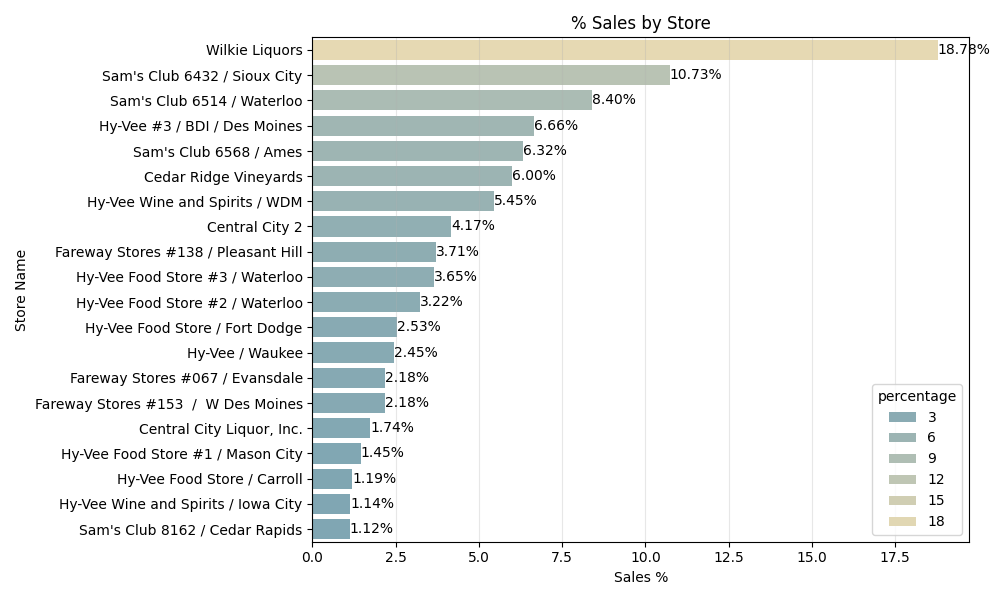 % Sales by Store
Wilkie Liquors 18.78%
Sam's Club 6432 / Sioux City 10.73%
Sam's Club 6514 / Waterloo 8.40%
Hy-Vee #3 / BDI / Des Moines 6.66%
Sam's Club 6568 / Ames 6.32%
Cedar Ridge Vineyards 6.00%
Hy-Vee Wine and Spirits / WDM 5.45%
Central City 2 4.17%
Fareway Stores #138 / Pleasant Hill 3.71%
Hy-Vee Food Store #3 / Waterloo 3.65%
Hy-Vee Food Store #2 / Waterloo 3.22%
Hy-Vee Food Store / Fort Dodge 2.53%
Hy-Vee / Waukee 2.45%
Fareway Stores #067 / Evansdale 2.18%
Fareway Stores #153  /  W Des Moines 2.18%
Central City Liquor, Inc. 1.74%
Hy-Vee Food Store #1 / Mason City 1.45%
Hy-Vee Food Store / Carroll 1.19%
Hy-Vee Wine and Spirits / Iowa City 1.14%
Sam's Club 8162 / Cedar Rapids 1.12%
Store Name
percentage
3
6
9
12
15
18
0.0 2.5 5.0 7.5 10.0 12.5 15.0 17.5
Sales %